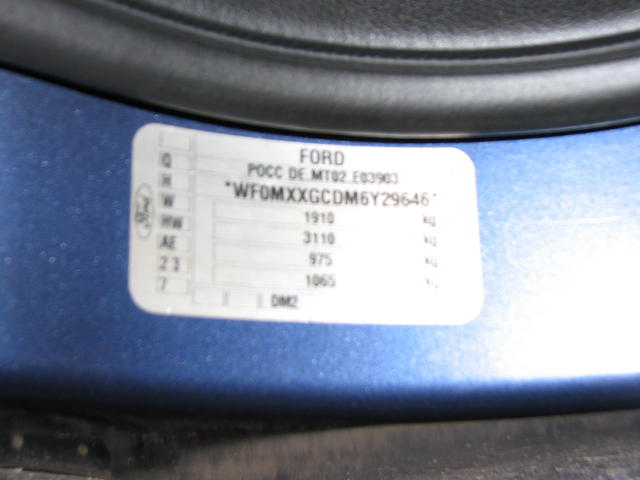 FORD
Q POCC DE.MT02.E03903
H *WF0MXXGCDM6Y29646*
W 1910 kg
HW 3110 kg
AE 975 kg
2 3 1065 kg
7 DM2